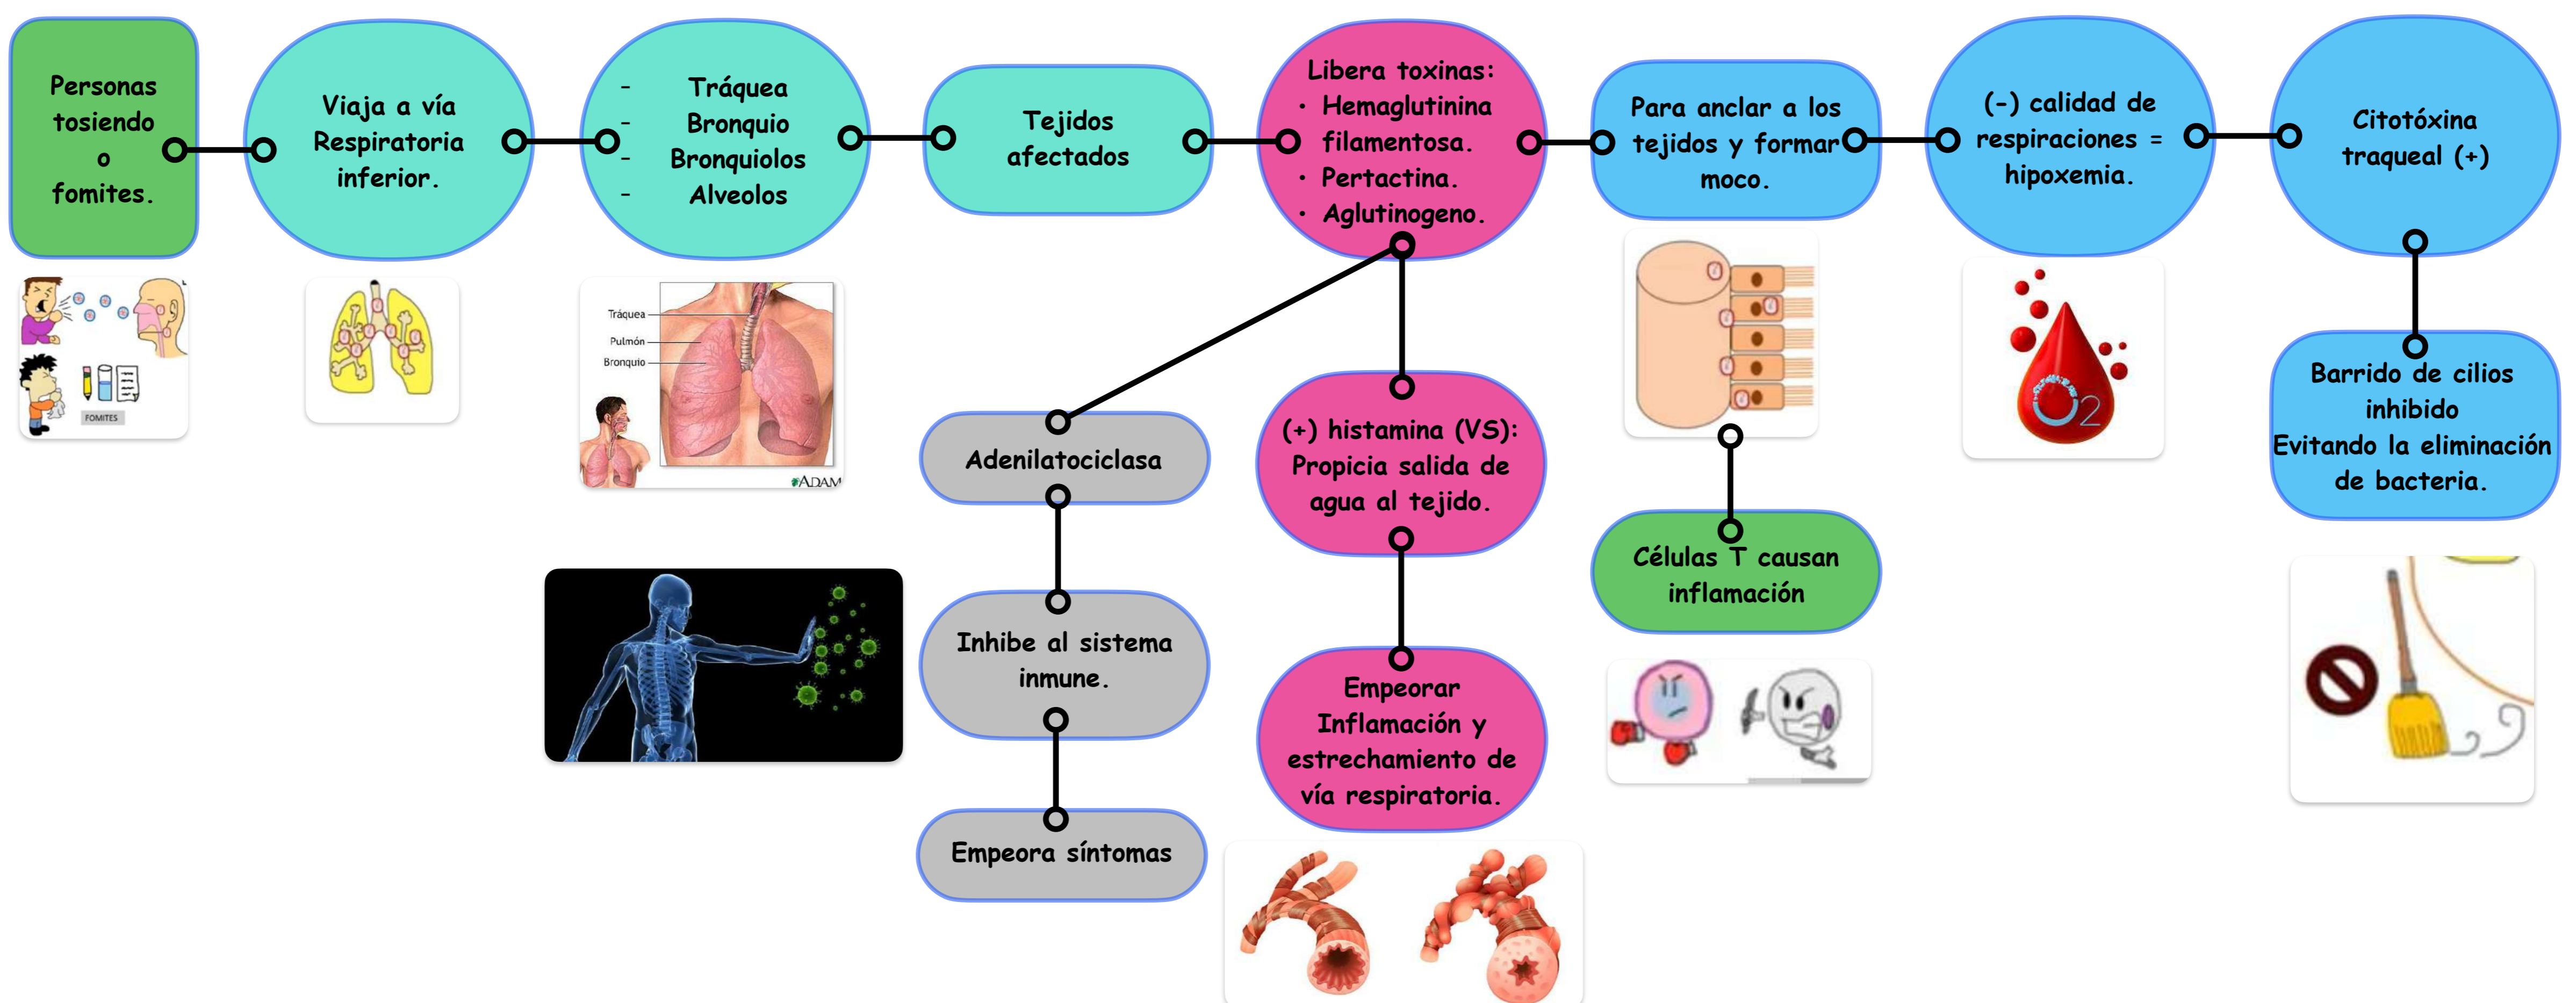 Personas
tosiendo
o
fomites.
Viaja a vía
Respiratoria
inferior.
- Tráquea
- Bronquio
- Bronquiolos
- Alveolos
Tejidos
afectados
Libera toxinas:
• Hemaglutinina
filamentosa.
• Pertactina.
• Aglutinogeno.
Para anclar a los
tejidos y formar
moco.
(-) calidad de
respiraciones =
hipoxemia.
Citotóxina
traqueal (+)
FOMITES
Tráquea
Pulmón
Bronquio
ADAM
O2
Adenilatociclasa
Inhibe al sistema
inmune.
Empeora síntomas
(+) histamina (VS):
Propicia salida de
agua al tejido.
Empeorar
Inflamación y
estrechamiento de
vía respiratoria.
Células T causan
inflamación
Barrido de cilios
inhibido
Evitando la eliminación
de bacteria.